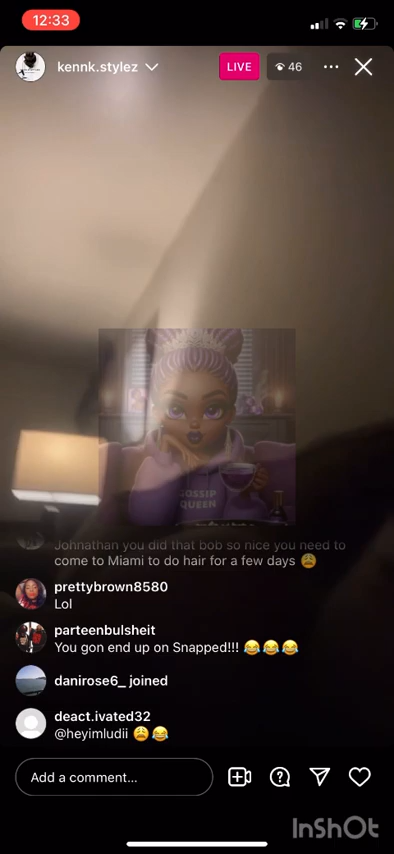 12:33
kennk.stylez
LIVE
46
GOSSIP
QUEEN
Johnathan you did that bob so nice you need to
come to Miami to do hair for a few days 😩
prettybrown8580
Lol
parteenbulsheit
You gon end up on Snapped!!! 😂😂😂
danirose6_ joined
deact.ivated32
@heyimludii 😩😂
Add a comment...
InShOt